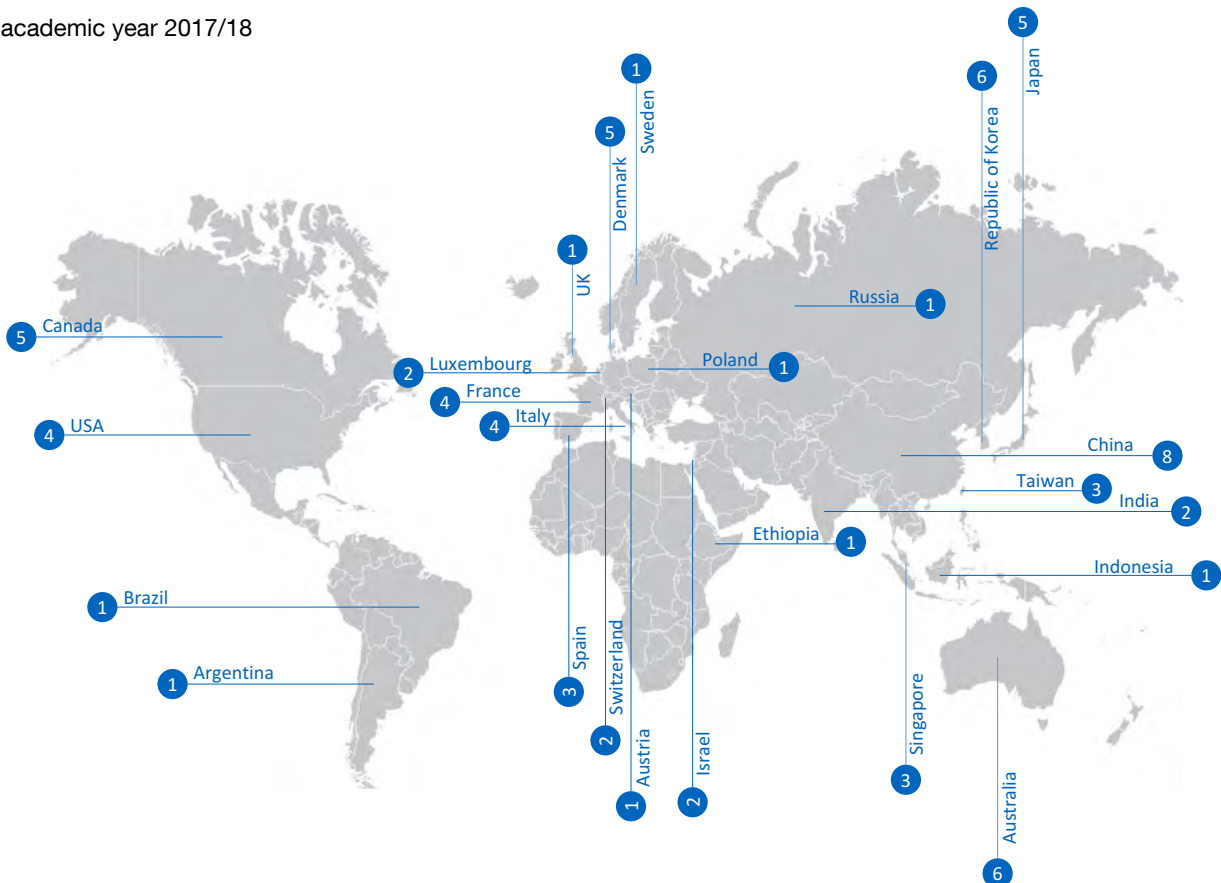 academic year 2017/18
5
Japan
6
Republic of Korea
1
Sweden
5
Denmark
1
UK
Russia 1
5 Canada
2 Luxembourg
Poland 1
4 France
4 Italy
4 USA
China 8
Taiwan 3
India 2
Ethiopia 1
Indonesia 1
1 Brazil
1 Argentina
Spain
3
Switzerland
2
Austria
1
Israel
2
Singapore
3
Australia
6